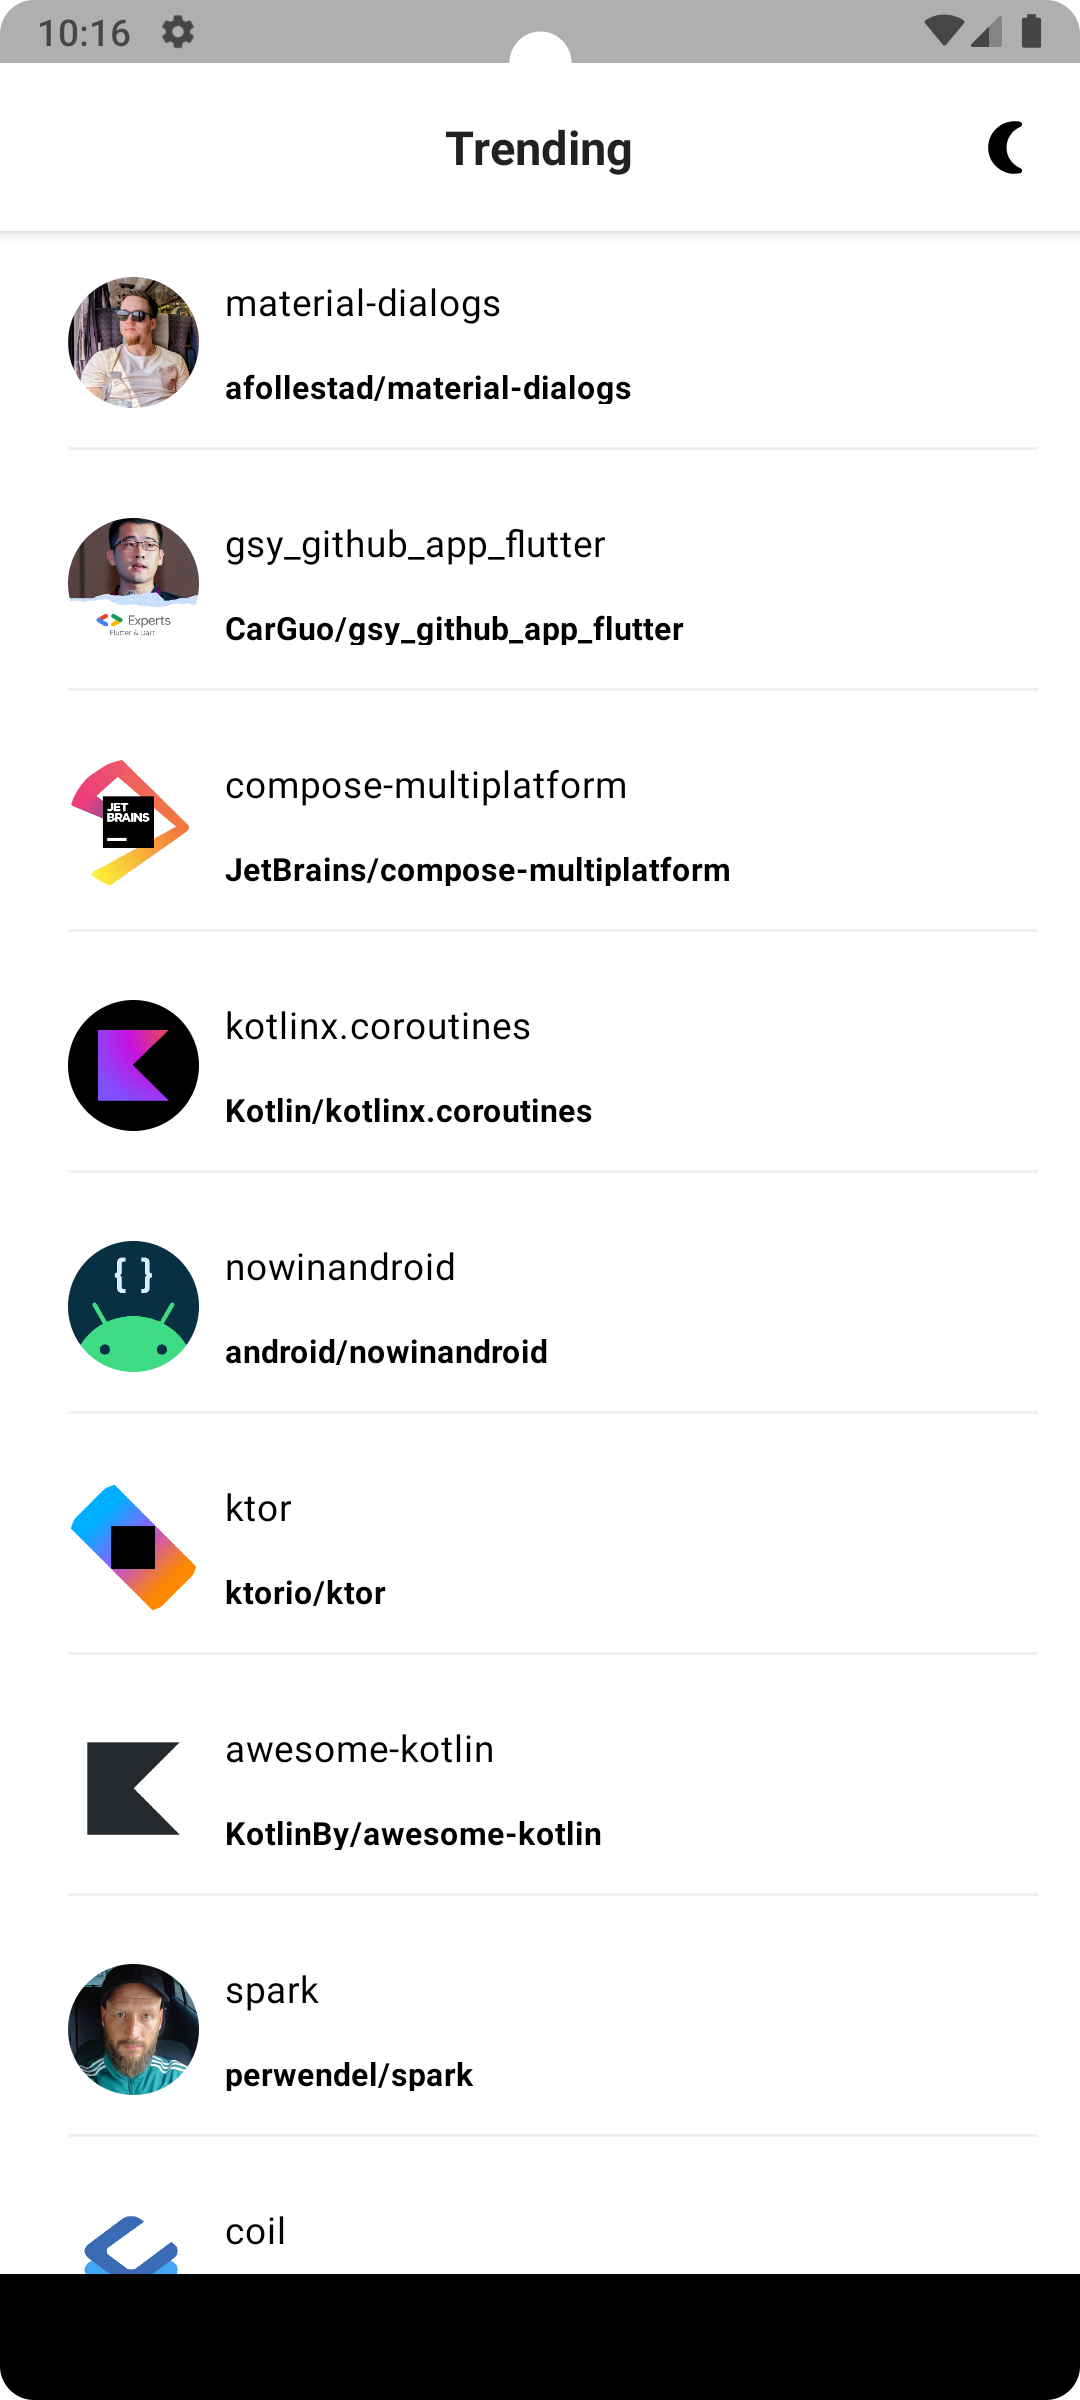 10:16
Trending
material-dialogs
afollestad/material-dialogs
gsy_github_app_flutter
Experts
Flutter & Dart
CarGuo/gsy_github_app_flutter
compose-multiplatform
JET
BRAINS
JetBrains/compose-multiplatform
kotlinx.coroutines
Kotlin/kotlinx.coroutines
{ }
nowinandroid
android/nowinandroid
ktor
ktorio/ktor
awesome-kotlin
KotlinBy/awesome-kotlin
spark
perwendel/spark
coil